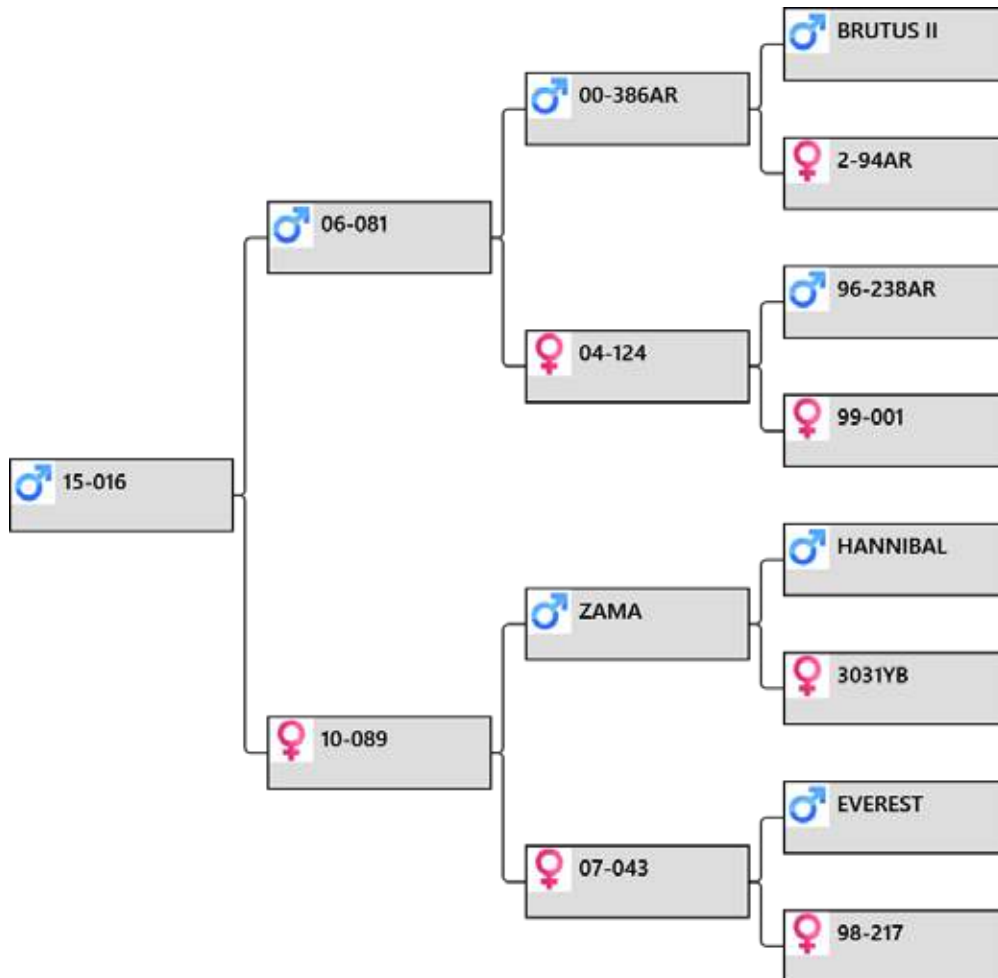 BRUTUS II
00-386AR
2-94AR
06-081
96-238AR
04-124
99-001
15-016
HANNIBAL
ZAMA
3031YB
10-089
EVEREST
07-043
98-217